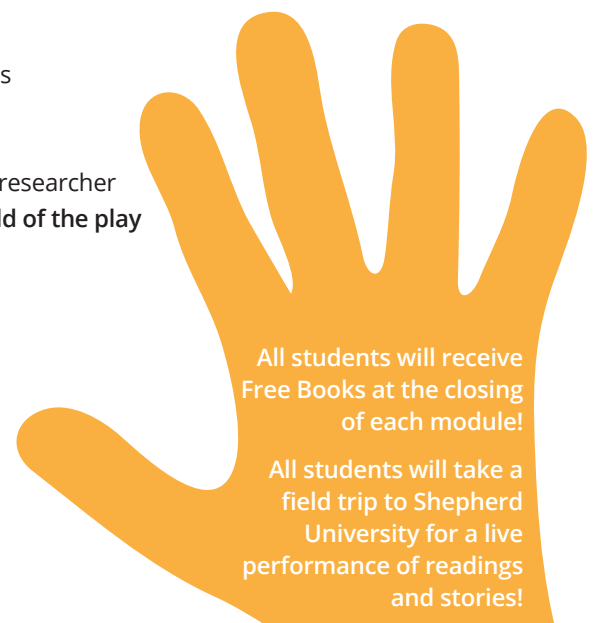 s
researcher
ld of the play
All students will receive
Free Books at the closing
of each module!
All students will take a
field trip to Shepherd
University for a live
performance of readings
and stories!